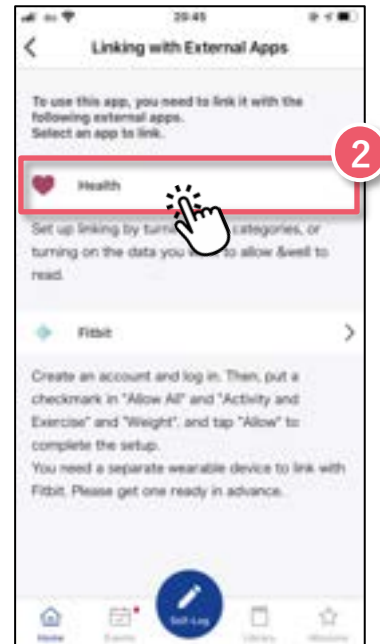 20:45
Linking with External Apps
To use this app, you need to link it with the
following external apps.
Select an app to link.
2
Health
Set up linking by categories, or
turning on the data you to allow &well to
read.
Fitbit
Create an account and log in. Then, put a
checkmark in "Allow All" and "Activity and
Exercise" and "Weight", and tap "Allow" to
complete the setup.
You need a separate wearable device to link with
Fitbit. Please get one ready in advance.
Self-Log
Home Events Library Missions